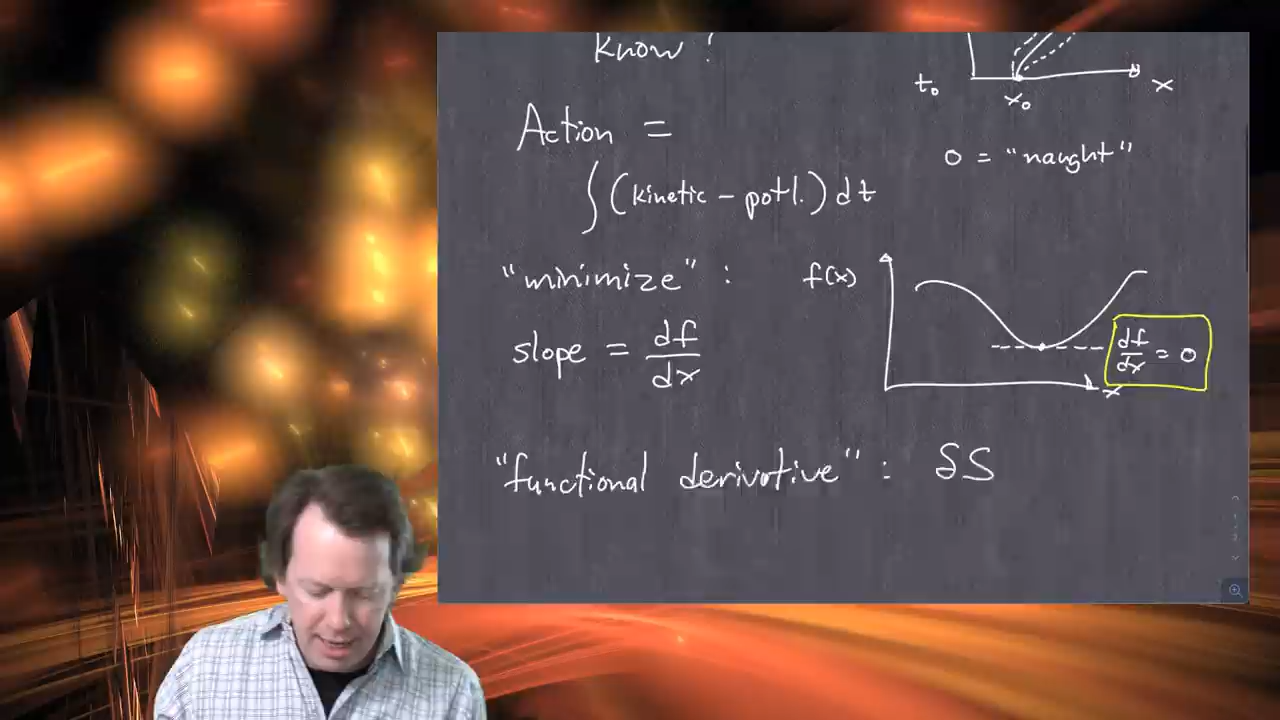 know!
t₀
x₀
x
Action =
0 = "naught"
∫ (kinetic - potl.) dt
"minimize" :
f(x)
slope = df/dx
df/dx = 0
x
"functional derivative" : δS